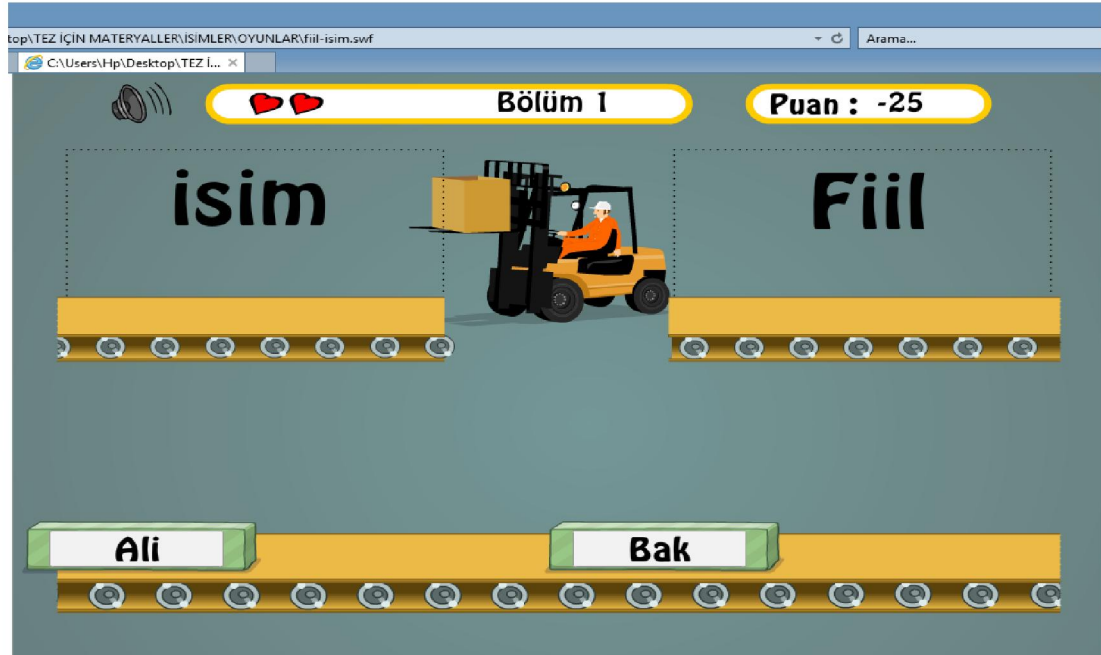 top\TEZ İÇİN MATERYALLER\İSİMLER\OYUNLAR\fiil-isim.swf
Arama...
C:\Users\Hp\Desktop\TEZ İ...
Bölüm 1
Puan : -25
isim
Fiil
Ali
Bak